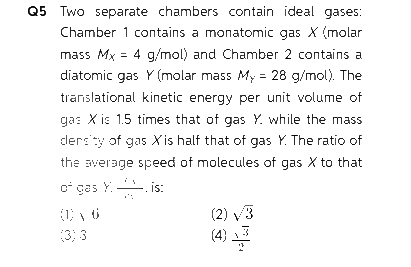 Q5 Two separate chambers contain ideal gases:
Chamber 1 contains a monatomic gas X (molar
mass Mₓ = 4 g/mol) and Chamber 2 contains a
diatomic gas Y (molar mass Mᵧ = 28 g/mol). The
translational kinetic energy per unit volume of
gas X is 1.5 times that of gas Y, while the mass
density of gas X is half that of gas Y. The ratio of
the average speed of molecules of gas X to that
of gas Y, is:
(1) (2) √3
(3) 3 (4) √3/2